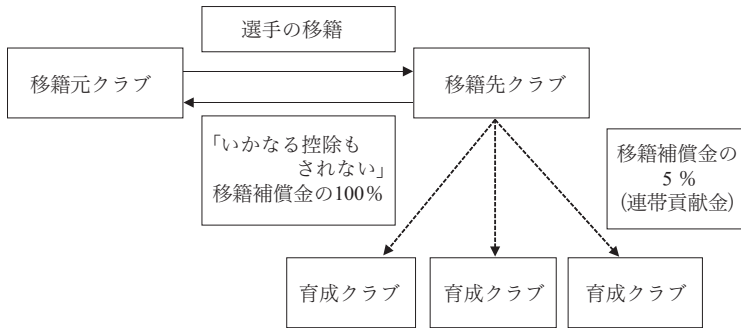 選手の移籍
移籍元クラブ
移籍先クラブ
「いかなる控除も
されない」
移籍補償金の100%
移籍補償金の
5 %
(連帯貢献金)
育成クラブ
育成クラブ
育成クラブ